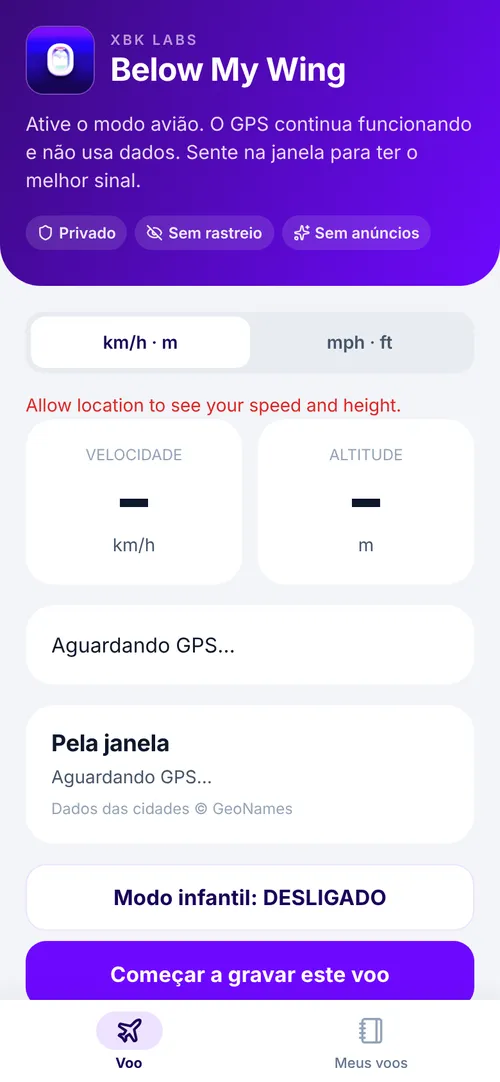 XBK LABS
Below My Wing
Ative o modo avião. O GPS continua funcionando
e não usa dados. Sente na janela para ter o
melhor sinal.
Privado
Sem rastreio
Sem anúncios
km/h · m
mph · ft
Allow location to see your speed and height.
VELOCIDADE
ALTITUDE
km/h
m
Aguardando GPS…
Pela janela
Aguardando GPS…
Dados das cidades © GeoNames
Modo infantil: DESLIGADO
Começar a gravar este voo
Voo
Meus voos